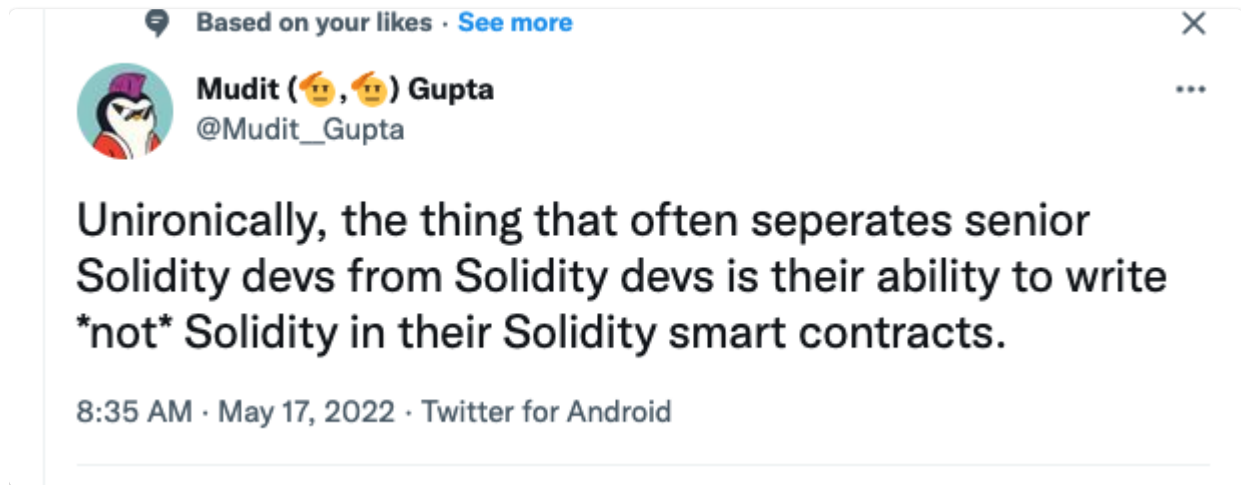 Based on your likes · See more
Mudit (🫡,🫡) Gupta
@Mudit__Gupta
Unironically, the thing that often seperates senior
Solidity devs from Solidity devs is their ability to write
*not* Solidity in their Solidity smart contracts.
8:35 AM · May 17, 2022 · Twitter for Android